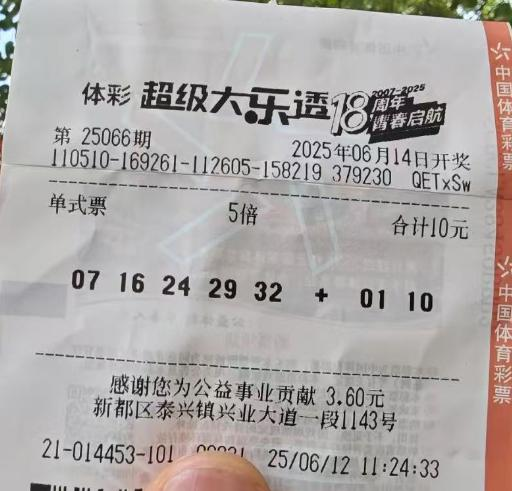 体彩 超级大乐透 18周年 2007-2025 青春启航
第 25066期 2025年06月14日开奖
110510-169261-112605-158219 379230 QETxSw
单式票 5倍 合计10元
07 16 24 29 32 + 01 10
感谢您为公益事业贡献 3.60元
新都区泰兴镇兴业大道一段1143号
21-014453-101 25/06/12 11:24:33
中国体育彩票
中国体育彩票